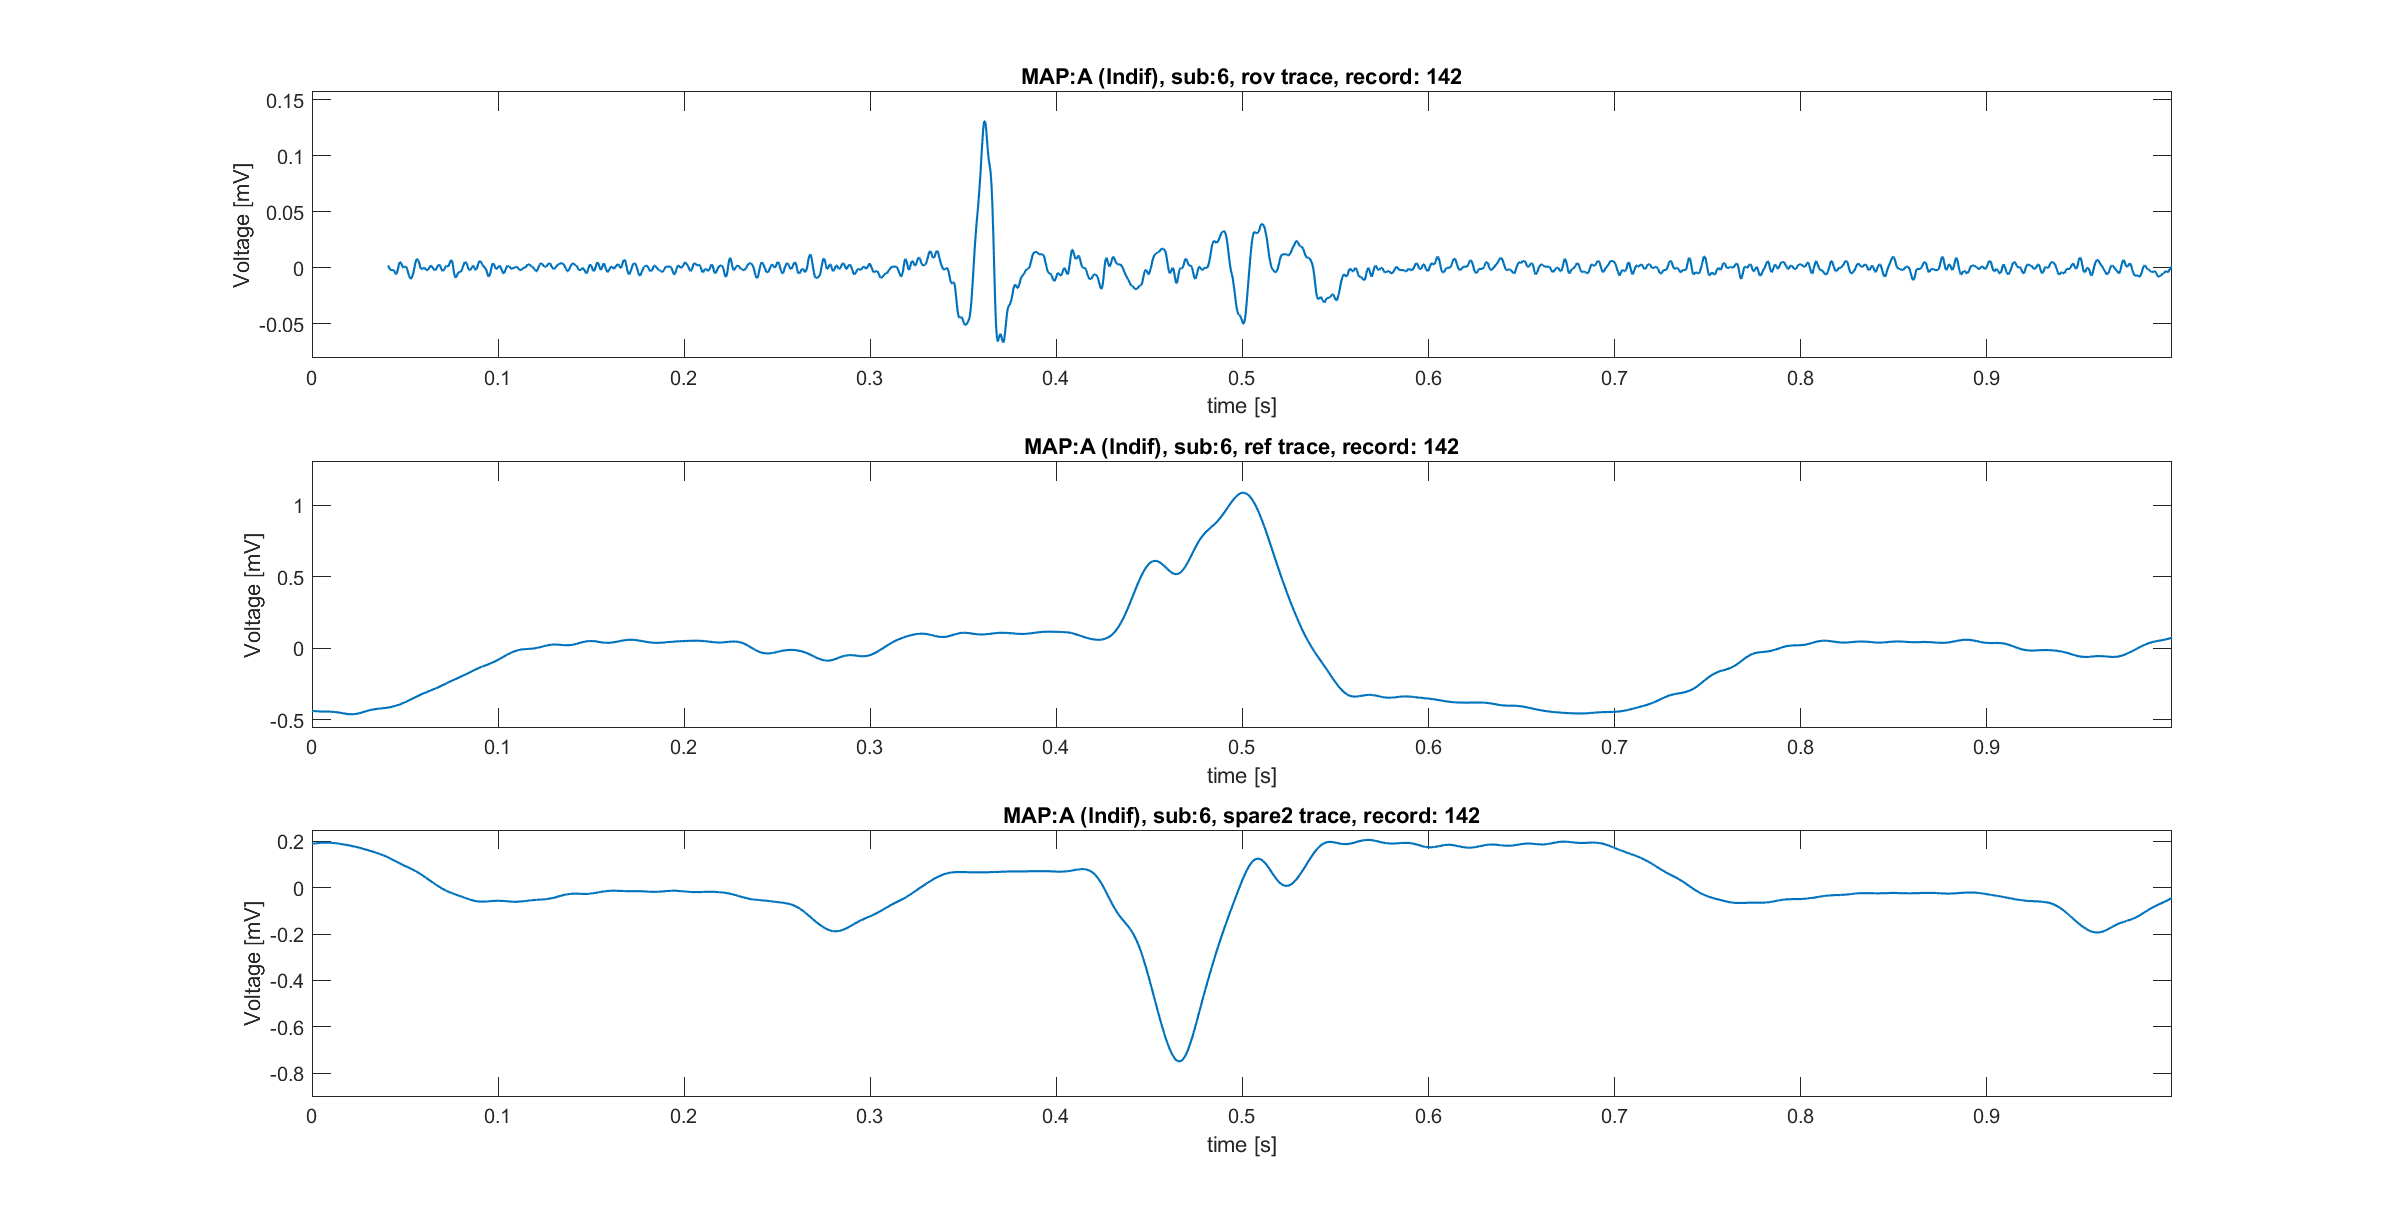 MAP:A (Indif), sub:6, rov trace, record: 142
0.15
0.1
0.05
0
-0.05
Voltage [mV]
0 0.1 0.2 0.3 0.4 0.5 0.6 0.7 0.8 0.9
time [s]
MAP:A (Indif), sub:6, ref trace, record: 142
1
0.5
0
-0.5
Voltage [mV]
0 0.1 0.2 0.3 0.4 0.5 0.6 0.7 0.8 0.9
time [s]
MAP:A (Indif), sub:6, spare2 trace, record: 142
0.2
0
-0.2
-0.4
-0.6
-0.8
Voltage [mV]
0 0.1 0.2 0.3 0.4 0.5 0.6 0.7 0.8 0.9
time [s]